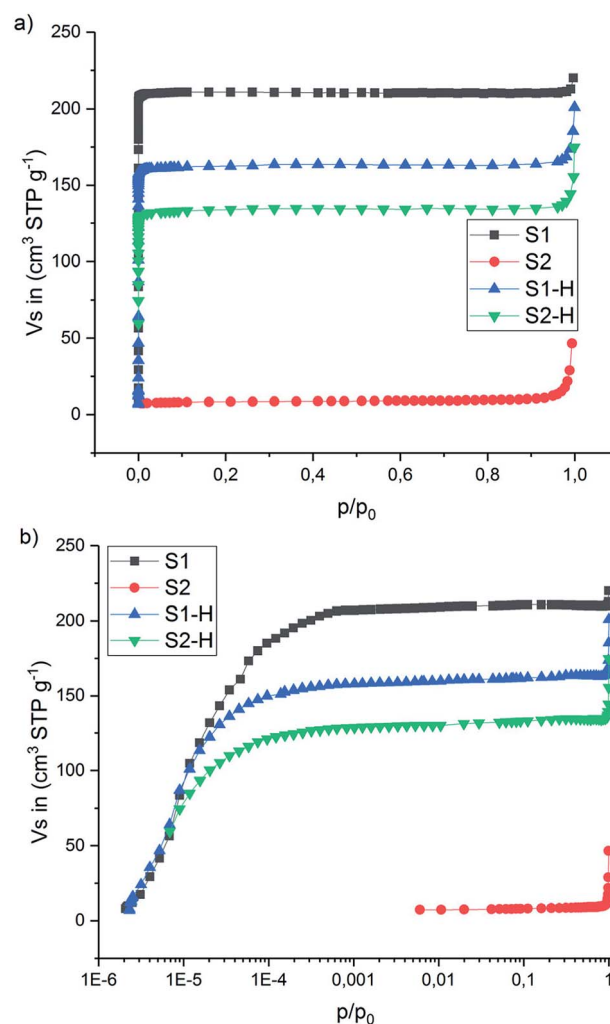 a)
250
200
150
100
50
0
Vs in (cm³ STP g⁻¹)
S1
S2
S1-H
S2-H
0,0 0,2 0,4 0,6 0,8 1,0
p/p₀
b)
250
200
150
100
50
0
Vs in (cm³ STP g⁻¹)
S1
S2
S1-H
S2-H
1E-6 1E-5 1E-4 0,001 0,01 0,1 1
p/p₀